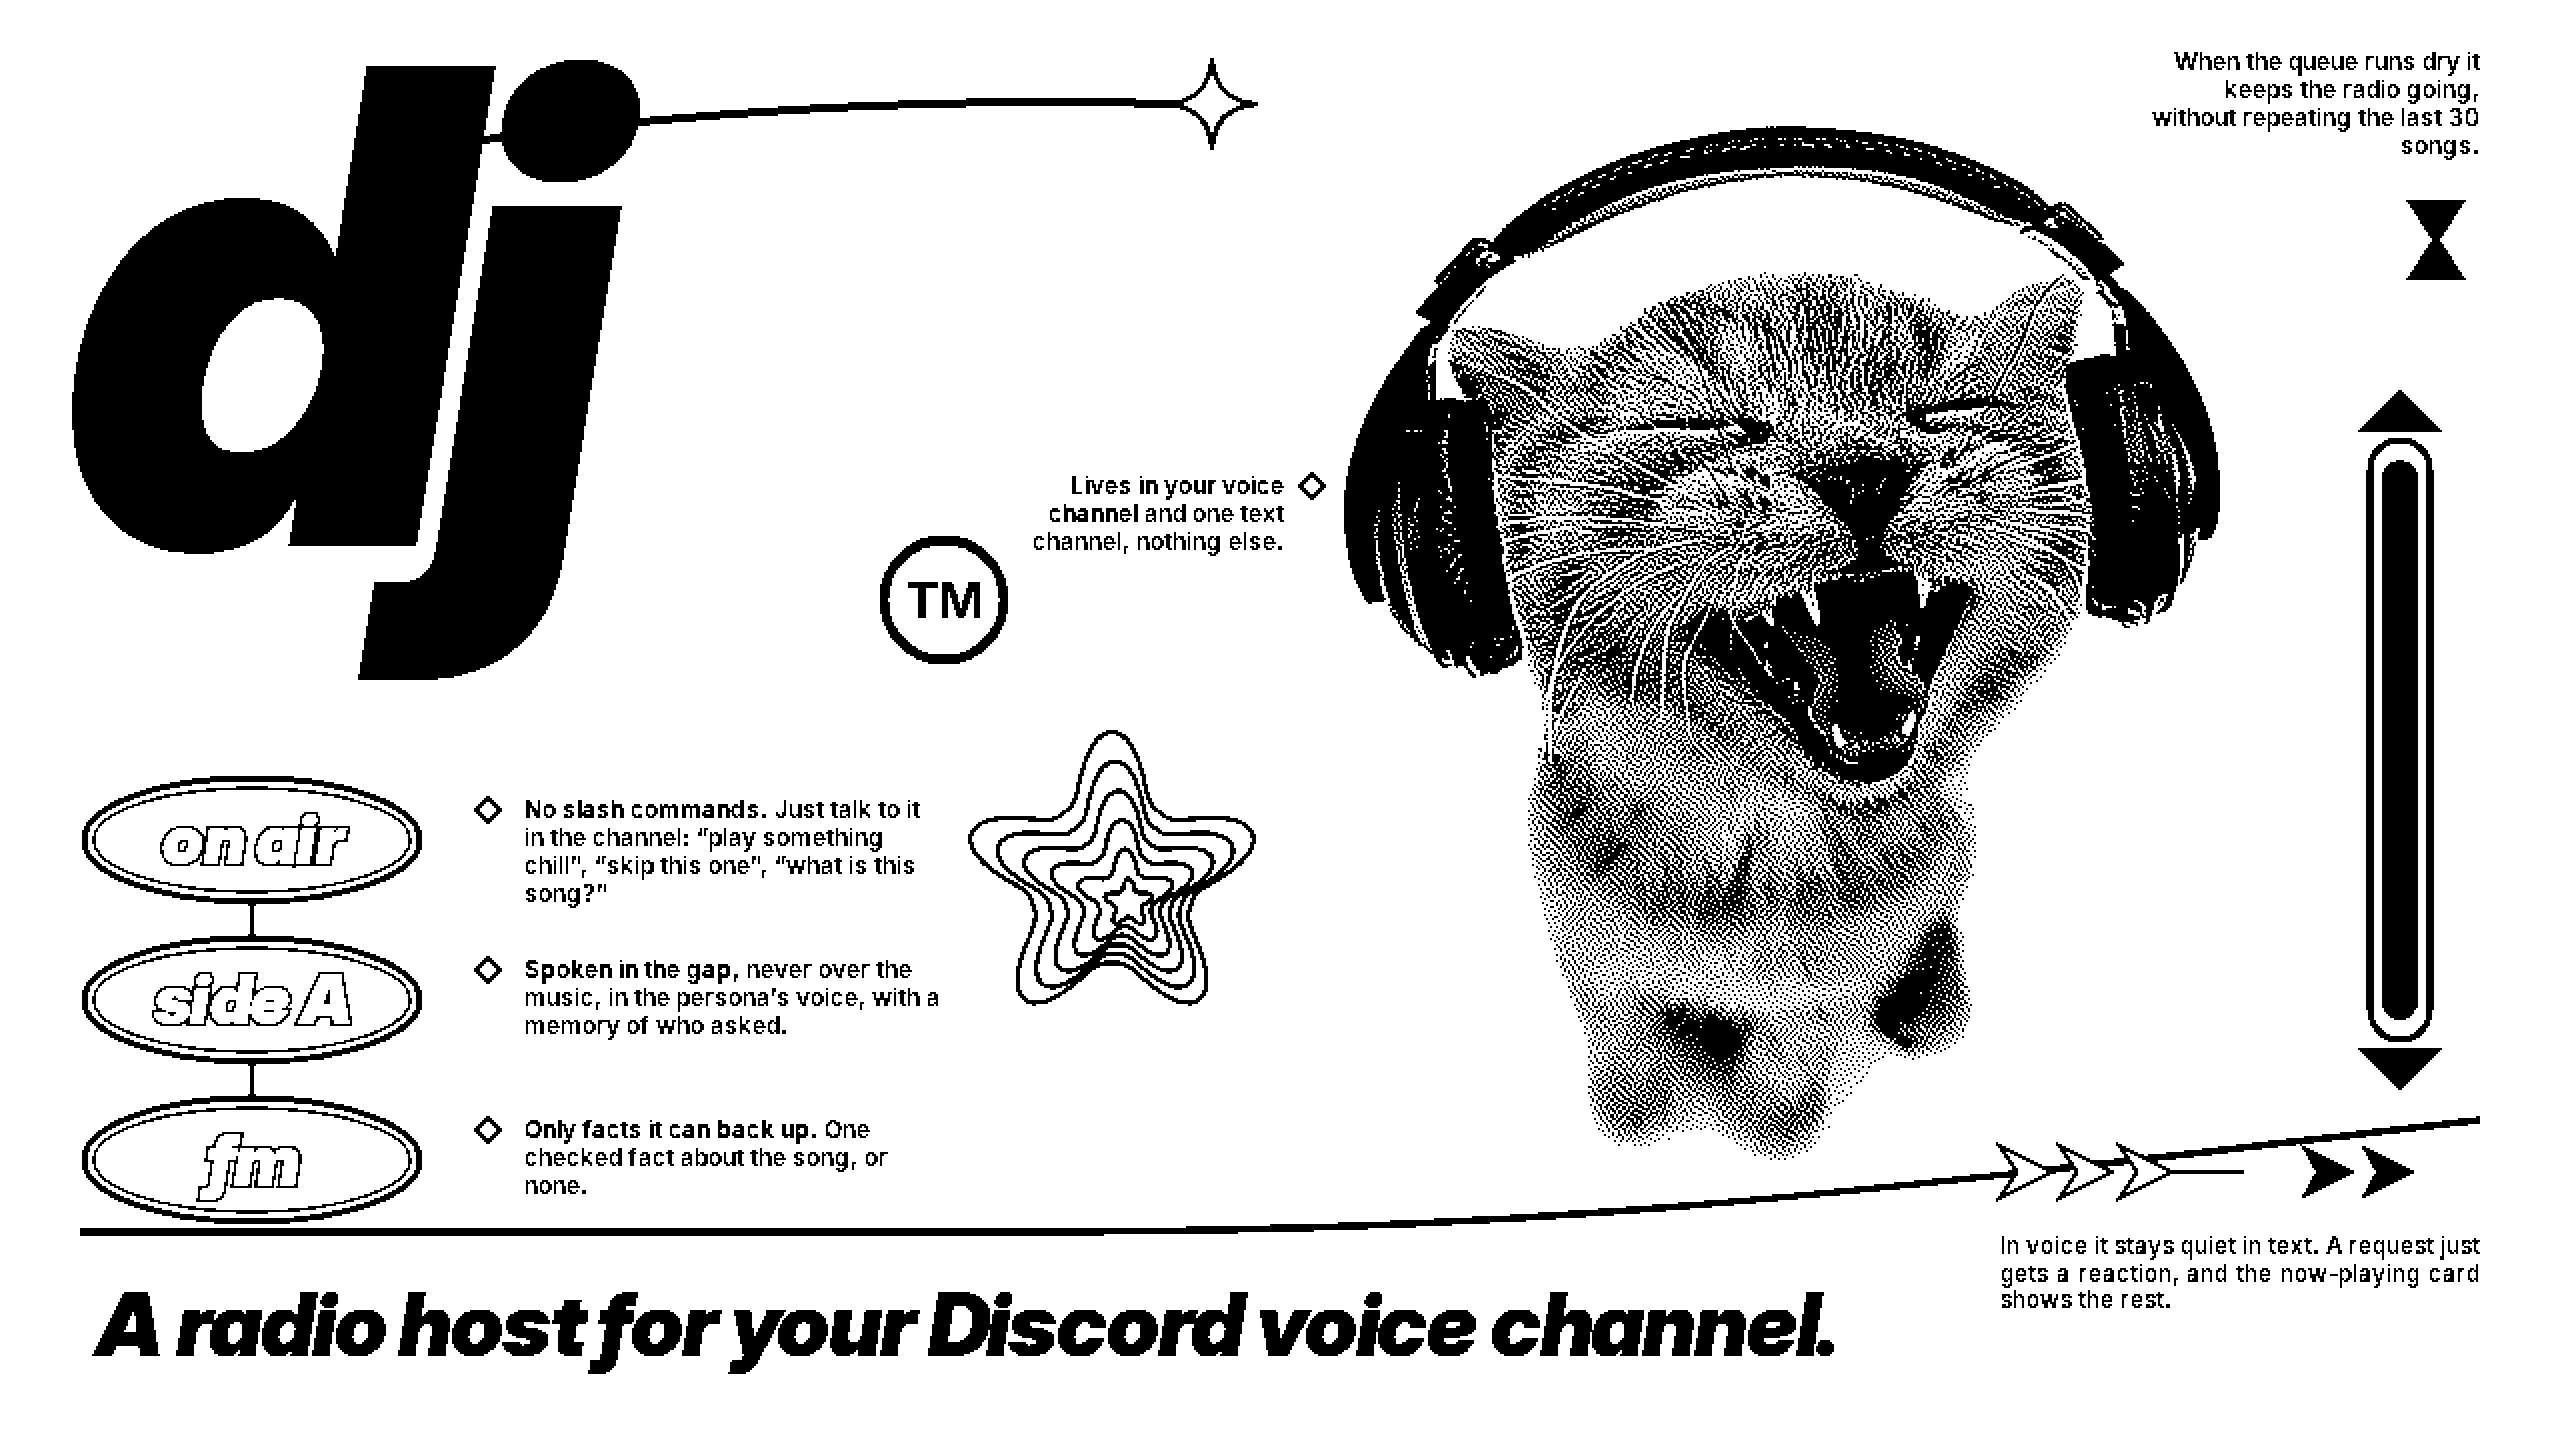 dj
When the queue runs dry it
keeps the radio going,
without repeating the last 30
songs.
Lives in your voice
channel and one text
channel, nothing else.
TM
on air
No slash commands. Just talk to it
in the channel: “play something
chill”, “skip this one”, “what is this
song?”
side A
Spoken in the gap, never over the
music, in the persona’s voice, with a
memory of who asked.
fm
Only facts it can back up. One
checked fact about the song, or
none.
In voice it stays quiet in text. A request just
gets a reaction, and the now-playing card
shows the rest.
A radio host for your Discord voice channel.